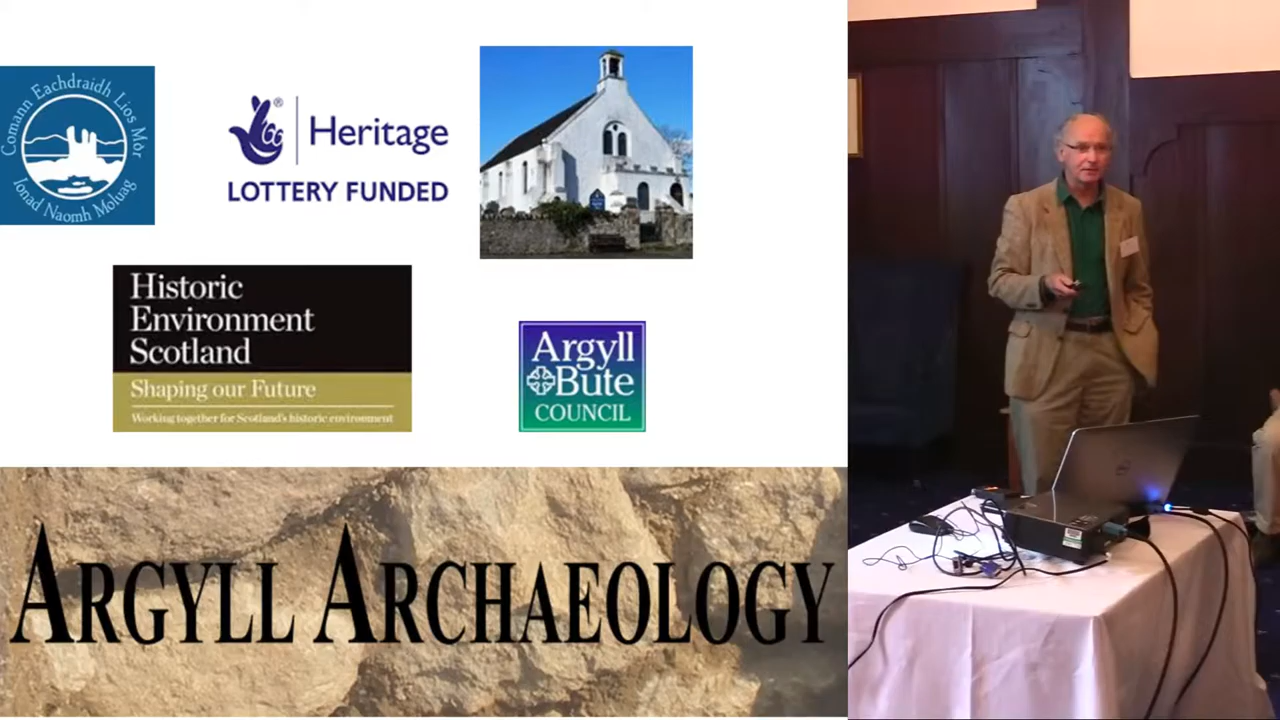 Comann Eachdraidh Lios Mòr
Ionad Naomh Moluag
Heritage
LOTTERY FUNDED
Historic
Environment
Scotland
Shaping our Future
Working together for Scotland's historic environment
Argyll
Bute
COUNCIL
ARGYLL ARCHAEOLOGY
DELL